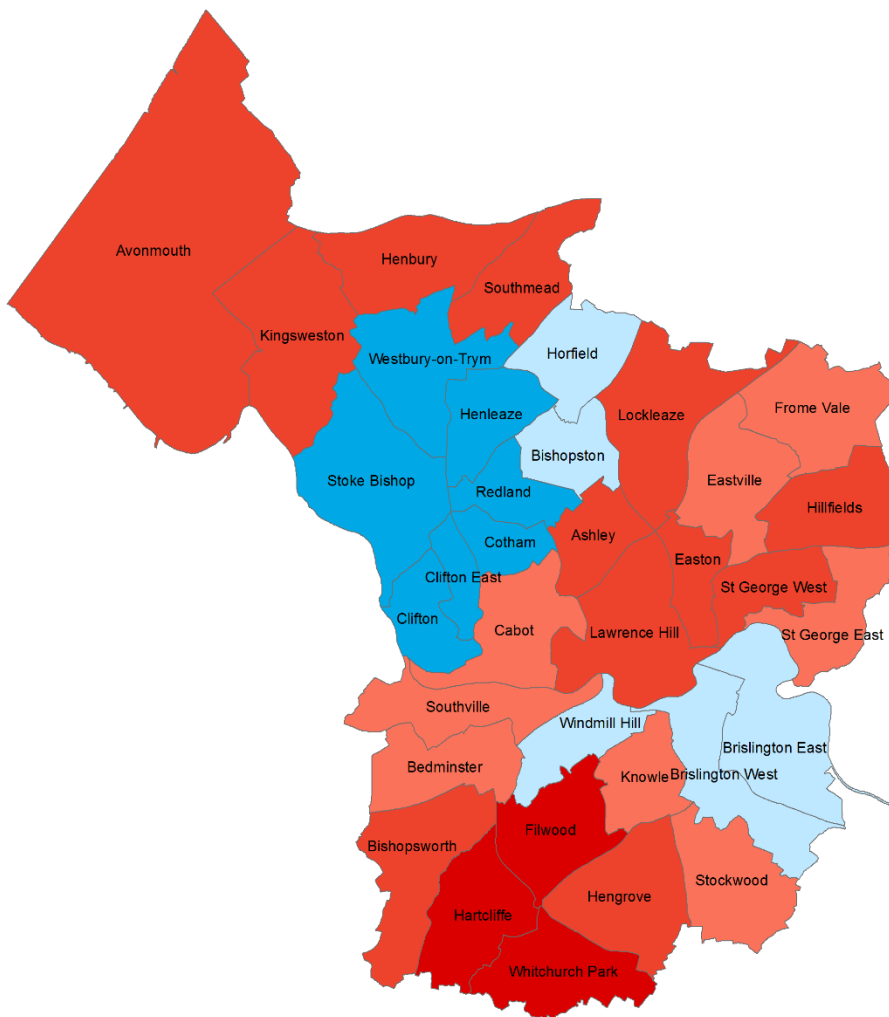 Avonmouth
Henbury
Southmead
Kingsweston
Westbury-on-Trym
Horfield
Henleaze
Lockleaze
Frome Vale
Bishopston
Stoke Bishop
Eastville
Redland
Hillfields
Cotham
Ashley
Easton
Clifton East
St George West
Clifton
Cabot
Lawrence Hill
St George East
Southville
Windmill Hill
Brislington East
Bedminster
Knowle
Brislington West
Filwood
Bishopsworth
Stockwood
Hengrove
Hartcliffe
Whitchurch Park